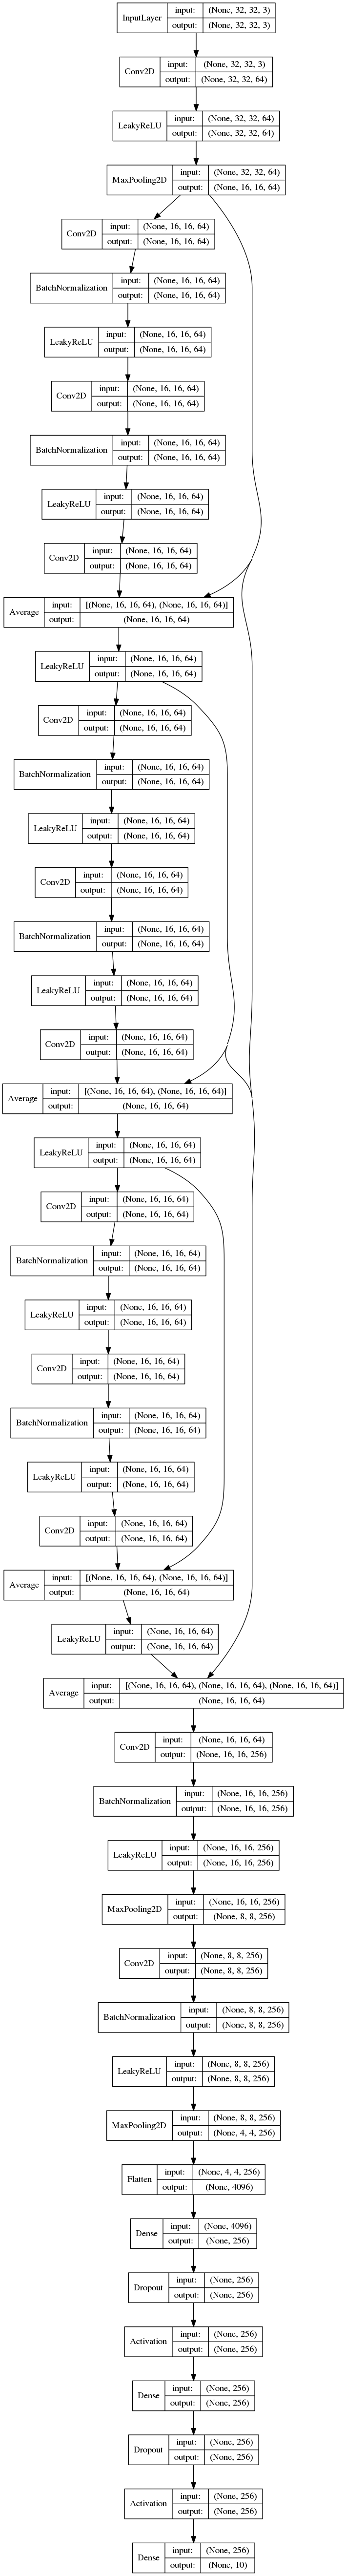 InputLayer input: (None, 32, 32, 3)
output: (None, 32, 32, 3)
Conv2D input: (None, 32, 32, 3)
output: (None, 32, 32, 64)
LeakyReLU input: (None, 32, 32, 64)
output: (None, 32, 32, 64)
MaxPooling2D input: (None, 32, 32, 64)
output: (None, 16, 16, 64)
Conv2D input: (None, 16, 16, 64)
output: (None, 16, 16, 64)
BatchNormalization input: (None, 16, 16, 64)
output: (None, 16, 16, 64)
LeakyReLU input: (None, 16, 16, 64)
output: (None, 16, 16, 64)
Conv2D input: (None, 16, 16, 64)
output: (None, 16, 16, 64)
BatchNormalization input: (None, 16, 16, 64)
output: (None, 16, 16, 64)
LeakyReLU input: (None, 16, 16, 64)
output: (None, 16, 16, 64)
Conv2D input: (None, 16, 16, 64)
output: (None, 16, 16, 64)
Average input: [(None, 16, 16, 64), (None, 16, 16, 64)]
output: (None, 16, 16, 64)
LeakyReLU input: (None, 16, 16, 64)
output: (None, 16, 16, 64)
Conv2D input: (None, 16, 16, 64)
output: (None, 16, 16, 64)
BatchNormalization input: (None, 16, 16, 64)
output: (None, 16, 16, 64)
LeakyReLU input: (None, 16, 16, 64)
output: (None, 16, 16, 64)
Conv2D input: (None, 16, 16, 64)
output: (None, 16, 16, 64)
BatchNormalization input: (None, 16, 16, 64)
output: (None, 16, 16, 64)
LeakyReLU input: (None, 16, 16, 64)
output: (None, 16, 16, 64)
Conv2D input: (None, 16, 16, 64)
output: (None, 16, 16, 64)
Average input: [(None, 16, 16, 64), (None, 16, 16, 64)]
output: (None, 16, 16, 64)
LeakyReLU input: (None, 16, 16, 64)
output: (None, 16, 16, 64)
Conv2D input: (None, 16, 16, 64)
output: (None, 16, 16, 64)
BatchNormalization input: (None, 16, 16, 64)
output: (None, 16, 16, 64)
LeakyReLU input: (None, 16, 16, 64)
output: (None, 16, 16, 64)
Conv2D input: (None, 16, 16, 64)
output: (None, 16, 16, 64)
BatchNormalization input: (None, 16, 16, 64)
output: (None, 16, 16, 64)
LeakyReLU input: (None, 16, 16, 64)
output: (None, 16, 16, 64)
Conv2D input: (None, 16, 16, 64)
output: (None, 16, 16, 64)
Average input: [(None, 16, 16, 64), (None, 16, 16, 64)]
output: (None, 16, 16, 64)
LeakyReLU input: (None, 16, 16, 64)
output: (None, 16, 16, 64)
Average input: [(None, 16, 16, 64), (None, 16, 16, 64), (None, 16, 16, 64)]
output: (None, 16, 16, 64)
Conv2D input: (None, 16, 16, 64)
output: (None, 16, 16, 256)
BatchNormalization input: (None, 16, 16, 256)
output: (None, 16, 16, 256)
LeakyReLU input: (None, 16, 16, 256)
output: (None, 16, 16, 256)
MaxPooling2D input: (None, 16, 16, 256)
output: (None, 8, 8, 256)
Conv2D input: (None, 8, 8, 256)
output: (None, 8, 8, 256)
BatchNormalization input: (None, 8, 8, 256)
output: (None, 8, 8, 256)
LeakyReLU input: (None, 8, 8, 256)
output: (None, 8, 8, 256)
MaxPooling2D input: (None, 8, 8, 256)
output: (None, 4, 4, 256)
Flatten input: (None, 4, 4, 256)
output: (None, 4096)
Dense input: (None, 4096)
output: (None, 256)
Dropout input: (None, 256)
output: (None, 256)
Activation input: (None, 256)
output: (None, 256)
Dense input: (None, 256)
output: (None, 256)
Dropout input: (None, 256)
output: (None, 256)
Activation input: (None, 256)
output: (None, 256)
Dense input: (None, 256)
output: (None, 10)